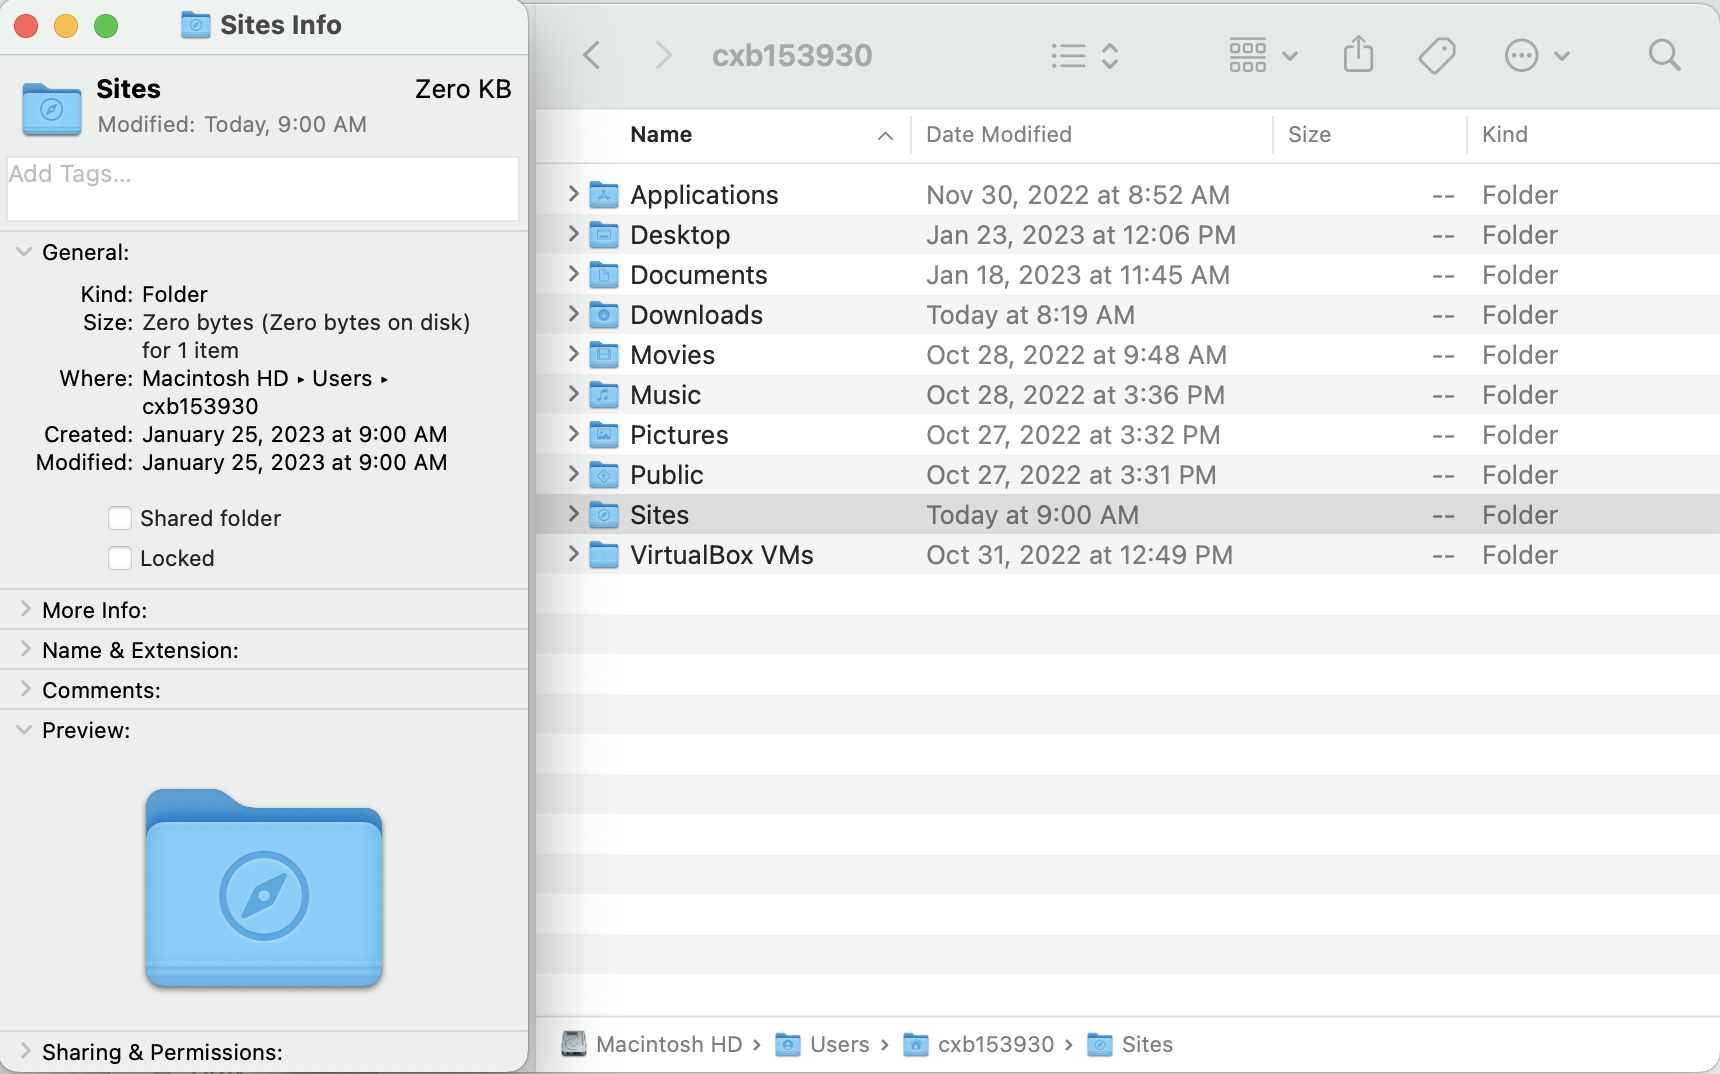 Sites Info
Sites Zero KB
Modified: Today, 9:00 AM
Add Tags...
General:
Kind: Folder
Size: Zero bytes (Zero bytes on disk)
for 1 item
Where: Macintosh HD ▸ Users ▸
cxb153930
Created: January 25, 2023 at 9:00 AM
Modified: January 25, 2023 at 9:00 AM
Shared folder
Locked
More Info:
Name & Extension:
Comments:
Preview:
Sharing & Permissions:
cxb153930
Name Date Modified Size Kind
Applications Nov 30, 2022 at 8:52 AM -- Folder
Desktop Jan 23, 2023 at 12:06 PM -- Folder
Documents Jan 18, 2023 at 11:45 AM -- Folder
Downloads Today at 8:19 AM -- Folder
Movies Oct 28, 2022 at 9:48 AM -- Folder
Music Oct 28, 2022 at 3:36 PM -- Folder
Pictures Oct 27, 2022 at 3:32 PM -- Folder
Public Oct 27, 2022 at 3:31 PM -- Folder
Sites Today at 9:00 AM -- Folder
VirtualBox VMs Oct 31, 2022 at 12:49 PM -- Folder
Macintosh HD › Users › cxb153930 › Sites